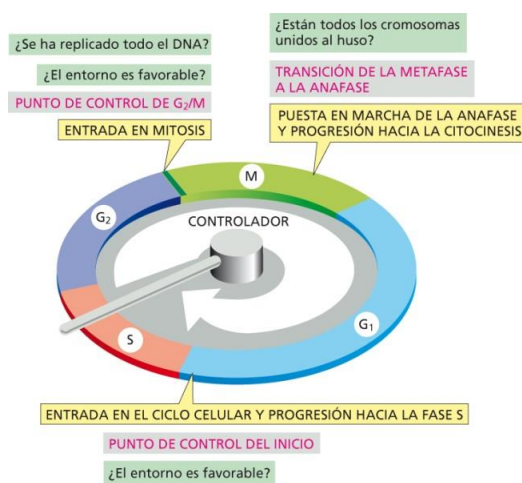 ¿Se ha replicado todo el DNA?
¿El entorno es favorable?
PUNTO DE CONTROL DE G₂/M
ENTRADA EN MITOSIS
¿Están todos los cromosomas
unidos al huso?
TRANSICIÓN DE LA METAFASE
A LA ANAFASE
PUESTA EN MARCHA DE LA ANAFASE
Y PROGRESIÓN HACIA LA CITOCINESIS
M
G₂
CONTROLADOR
G₁
S
ENTRADA EN EL CICLO CELULAR Y PROGRESIÓN HACIA LA FASE S
PUNTO DE CONTROL DEL INICIO
¿El entorno es favorable?